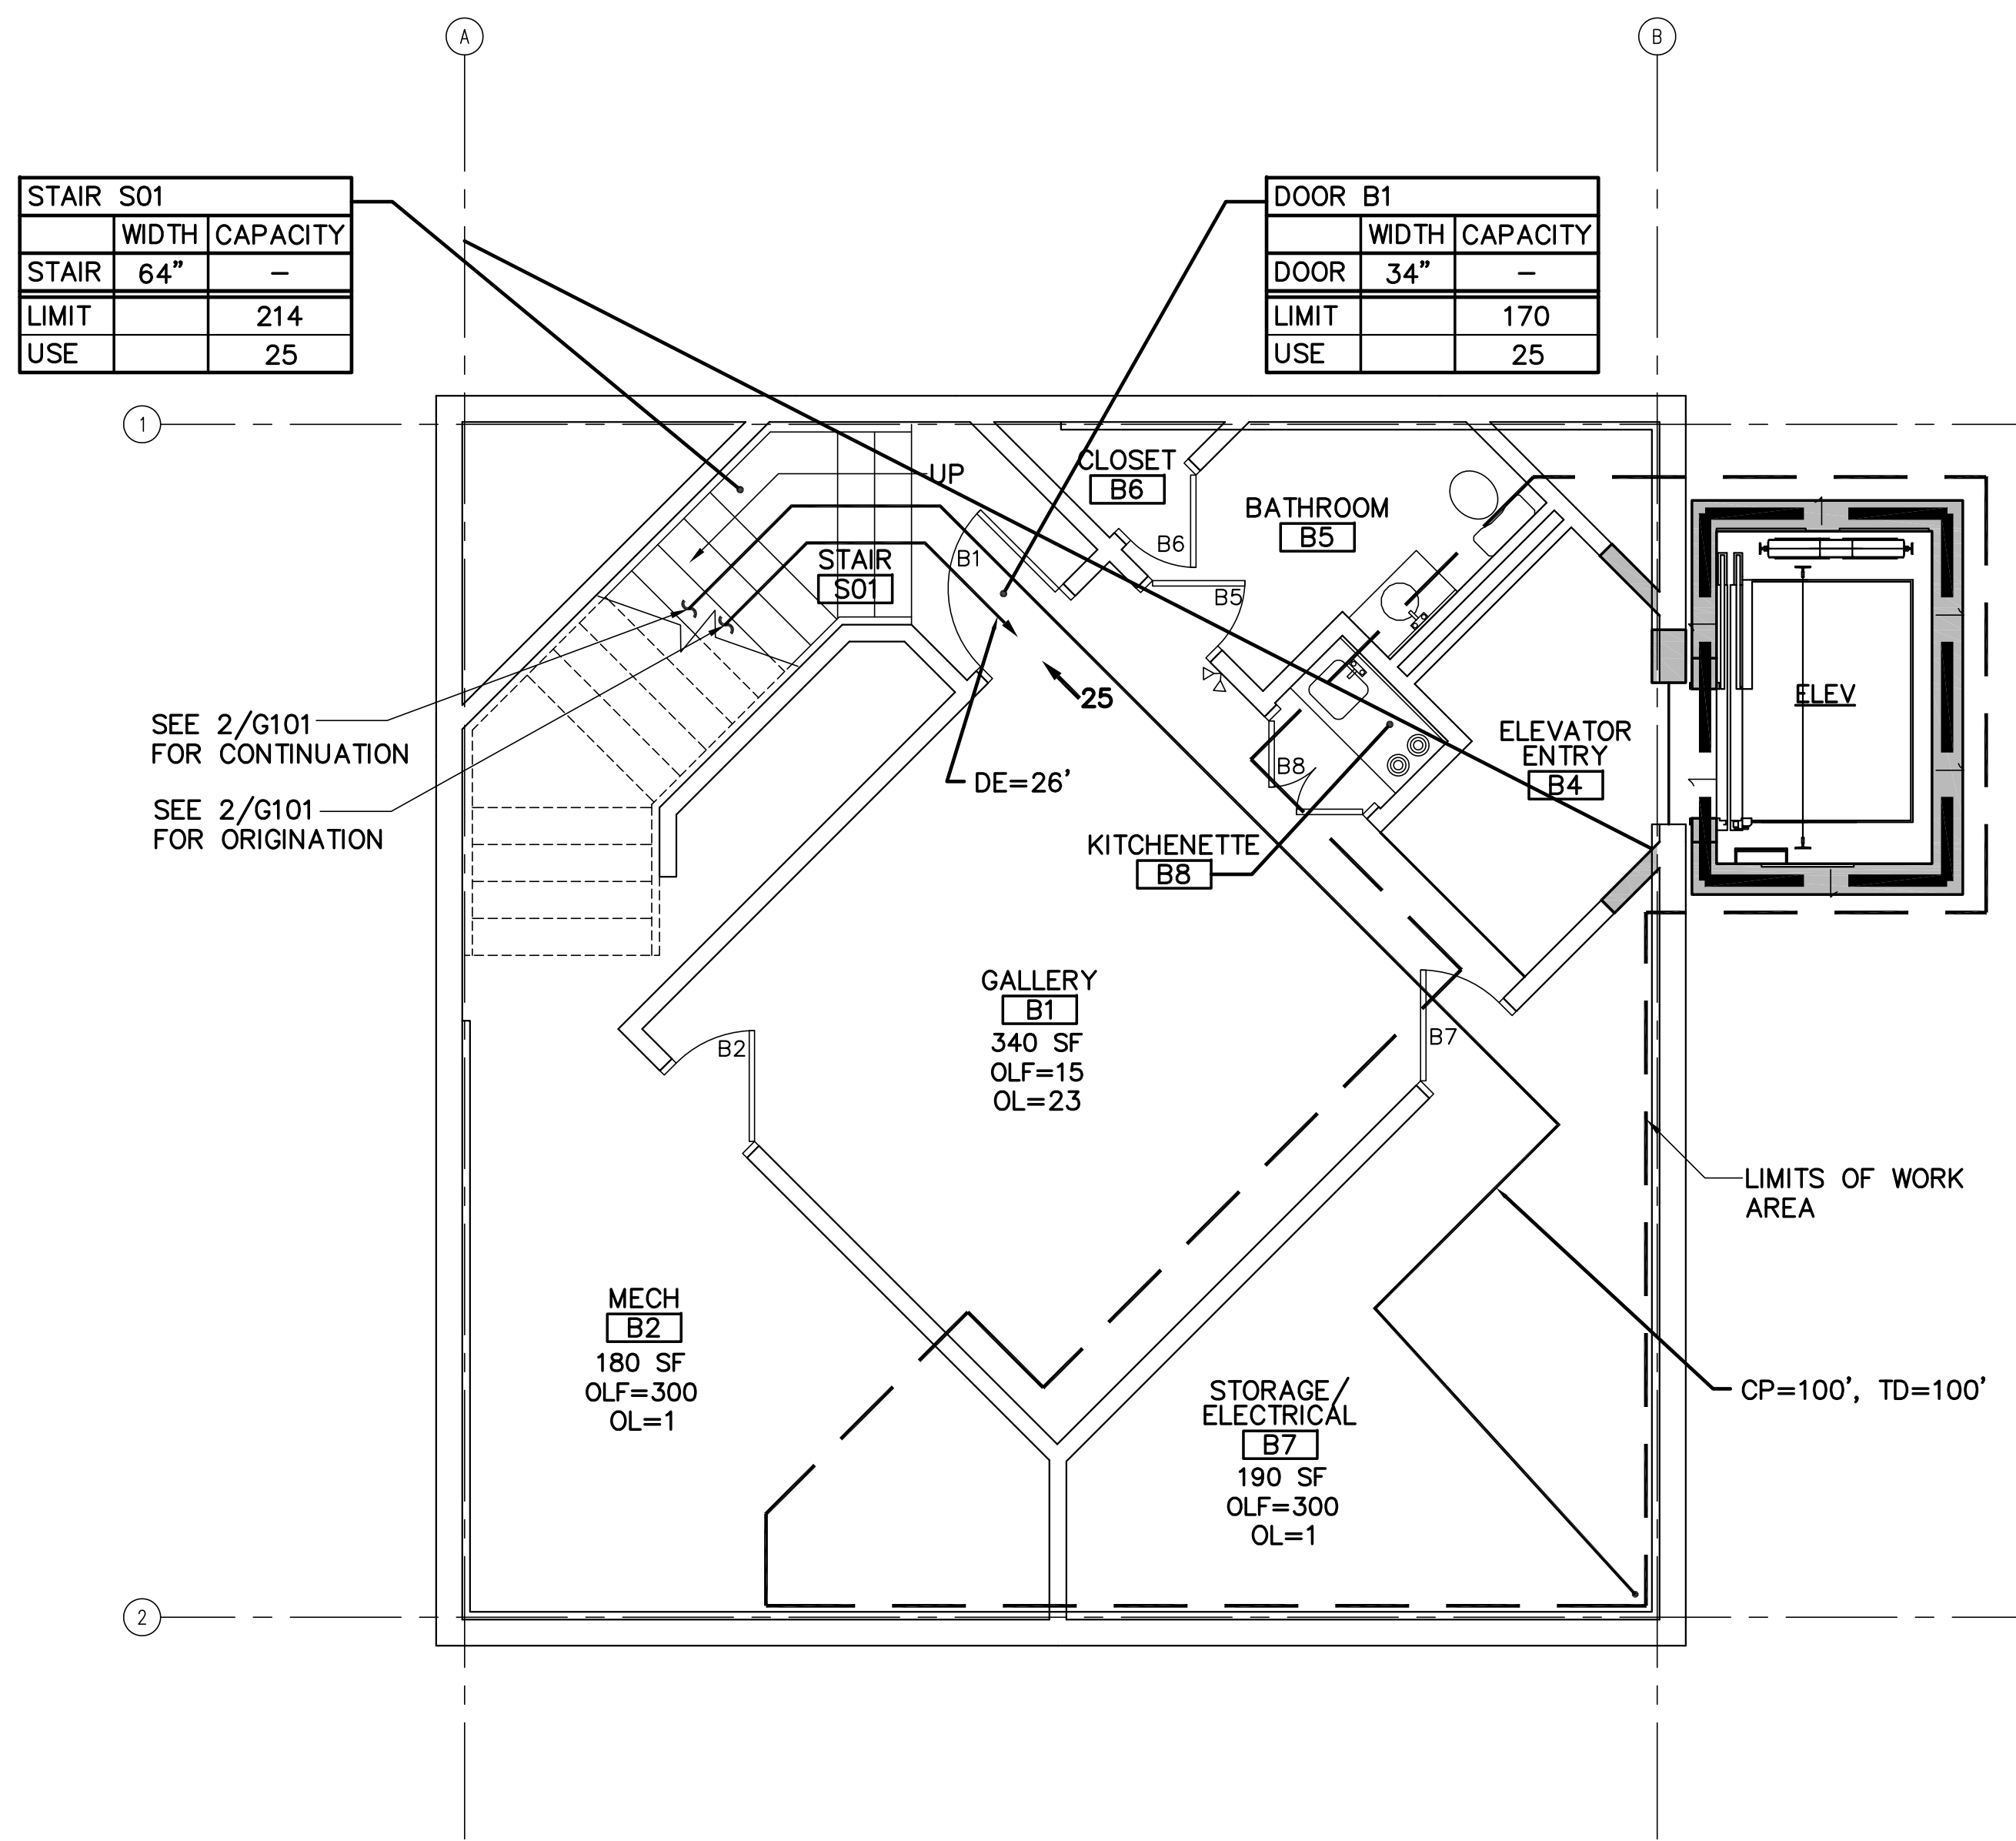 A
B
STAIR S01
WIDTH CAPACITY
STAIR 64” –
LIMIT 214
USE 25
DOOR B1
WIDTH CAPACITY
DOOR 34” –
LIMIT 170
USE 25
1
UP
CLOSET
B6
BATHROOM
B5
B6
B1
STAIR
S01
B5
25
SEE 2/G101
FOR CONTINUATION
SEE 2/G101
FOR ORIGINATION
DE=26’
ELEV
ELEVATOR
ENTRY
B4
B8
KITCHENETTE
B8
GALLERY
B1
340 SF
OLF=15
OL=23
B2
B7
LIMITS OF WORK
AREA
MECH
B2
180 SF
OLF=300
OL=1
STORAGE/
ELECTRICAL
B7
190 SF
OLF=300
OL=1
CP=100’, TD=100’
2